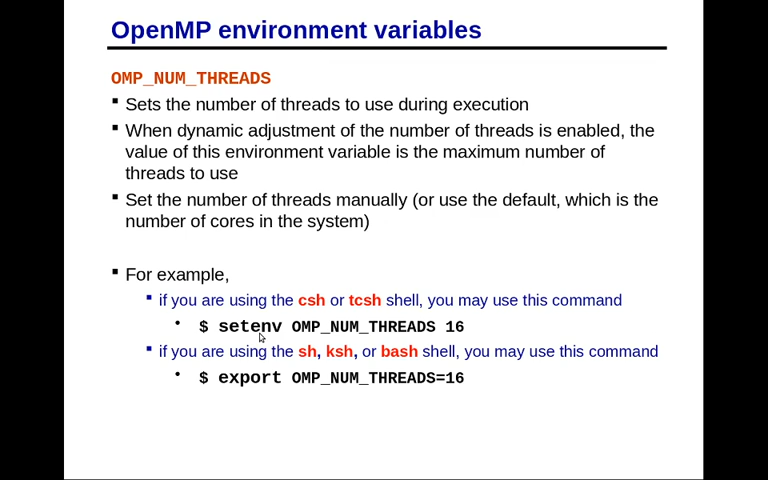 OpenMP environment variables
OMP_NUM_THREADS
Sets the number of threads to use during execution
When dynamic adjustment of the number of threads is enabled, the
value of this environment variable is the maximum number of
threads to use
Set the number of threads manually (or use the default, which is the
number of cores in the system)
For example,
if you are using the csh or tcsh shell, you may use this command
$ setenv OMP_NUM_THREADS 16
if you are using the sh, ksh, or bash shell, you may use this command
$ export OMP_NUM_THREADS=16